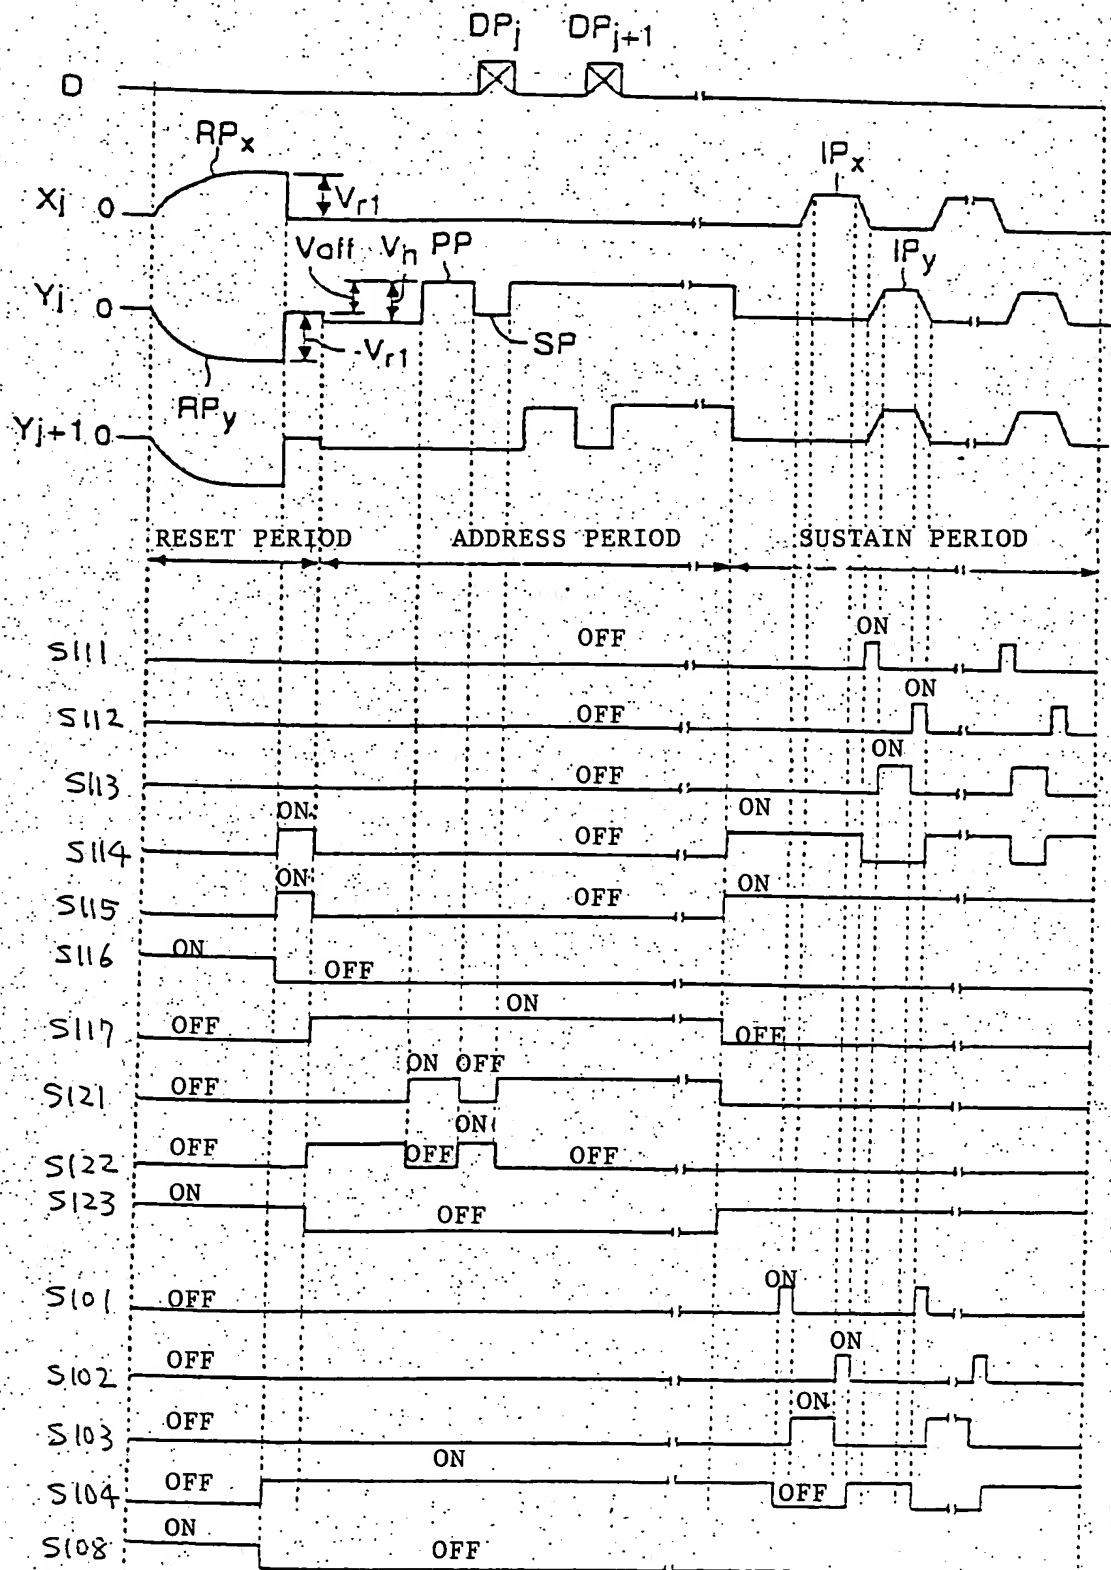 DPj DPj+1
D
RPx
IPx
Xj 0
Vr1
Voff Vh PP
IPy
Yj 0
SP
-Vr1
RPy
Yj+1 0
RESET PERIOD ADDRESS PERIOD SUSTAIN PERIOD
S111 OFF ON
S112 OFF ON
S113 OFF ON
S114 ON OFF ON
S115 ON OFF ON
S116 ON OFF
S117 OFF ON OFF
S121 OFF ON OFF
S122 OFF OFF ON OFF
S123 ON OFF
S101 OFF ON
S102 OFF ON
S103 OFF ON
S104 OFF ON OFF
S108 ON OFF